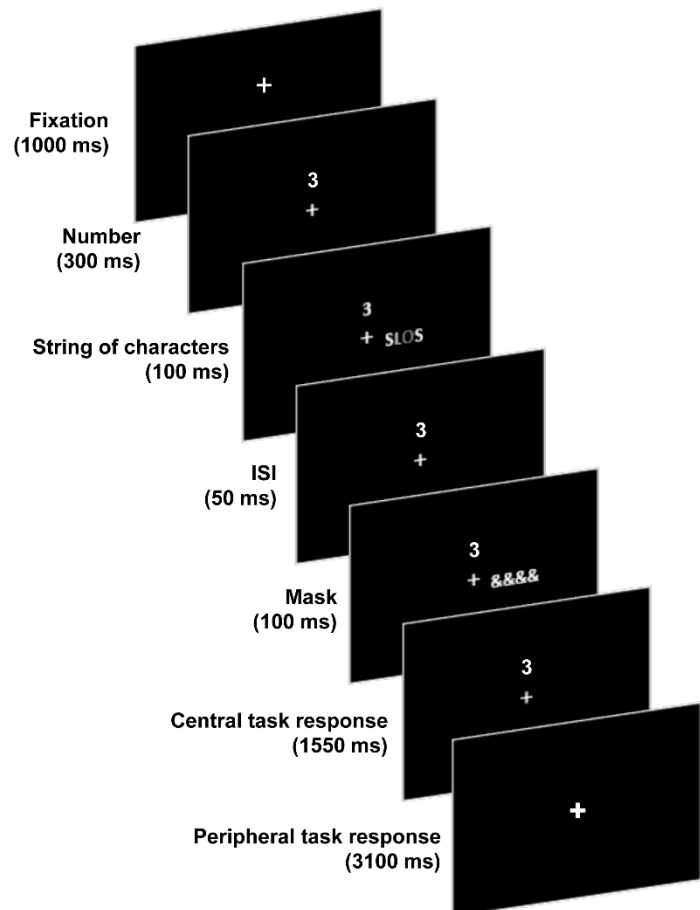 +
Fixation
(1000 ms)
3
+
Number
(300 ms)
3
+ SLOS
String of characters
(100 ms)
3
+
ISI
(50 ms)
3
+ &&&&
Mask
(100 ms)
3
+
Central task response
(1550 ms)
+
Peripheral task response
(3100 ms)